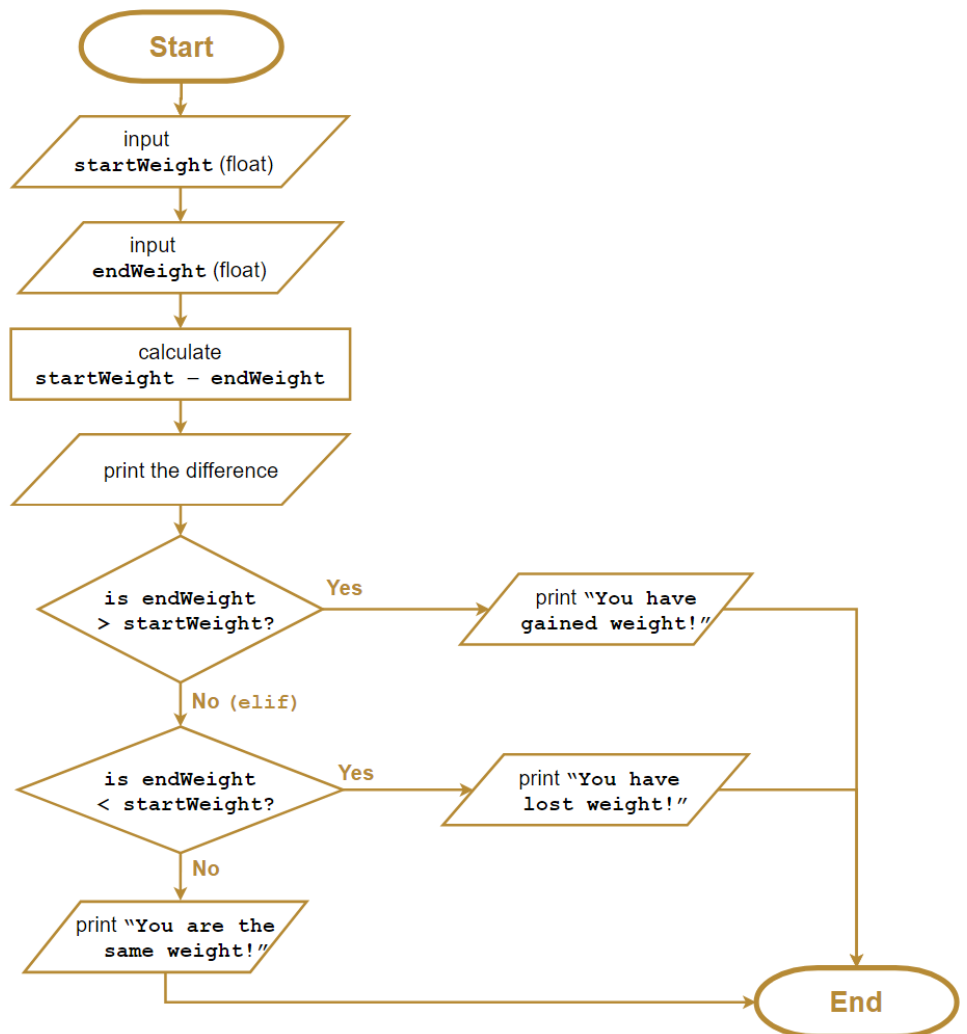 Start
input
startWeight (float)
input
endWeight (float)
calculate
startWeight – endWeight
print the difference
is endWeight
> startWeight?
Yes
print “You have
gained weight!”
No (elif)
is endWeight
< startWeight?
Yes
print “You have
lost weight!”
No
print “You are the
same weight!”
End